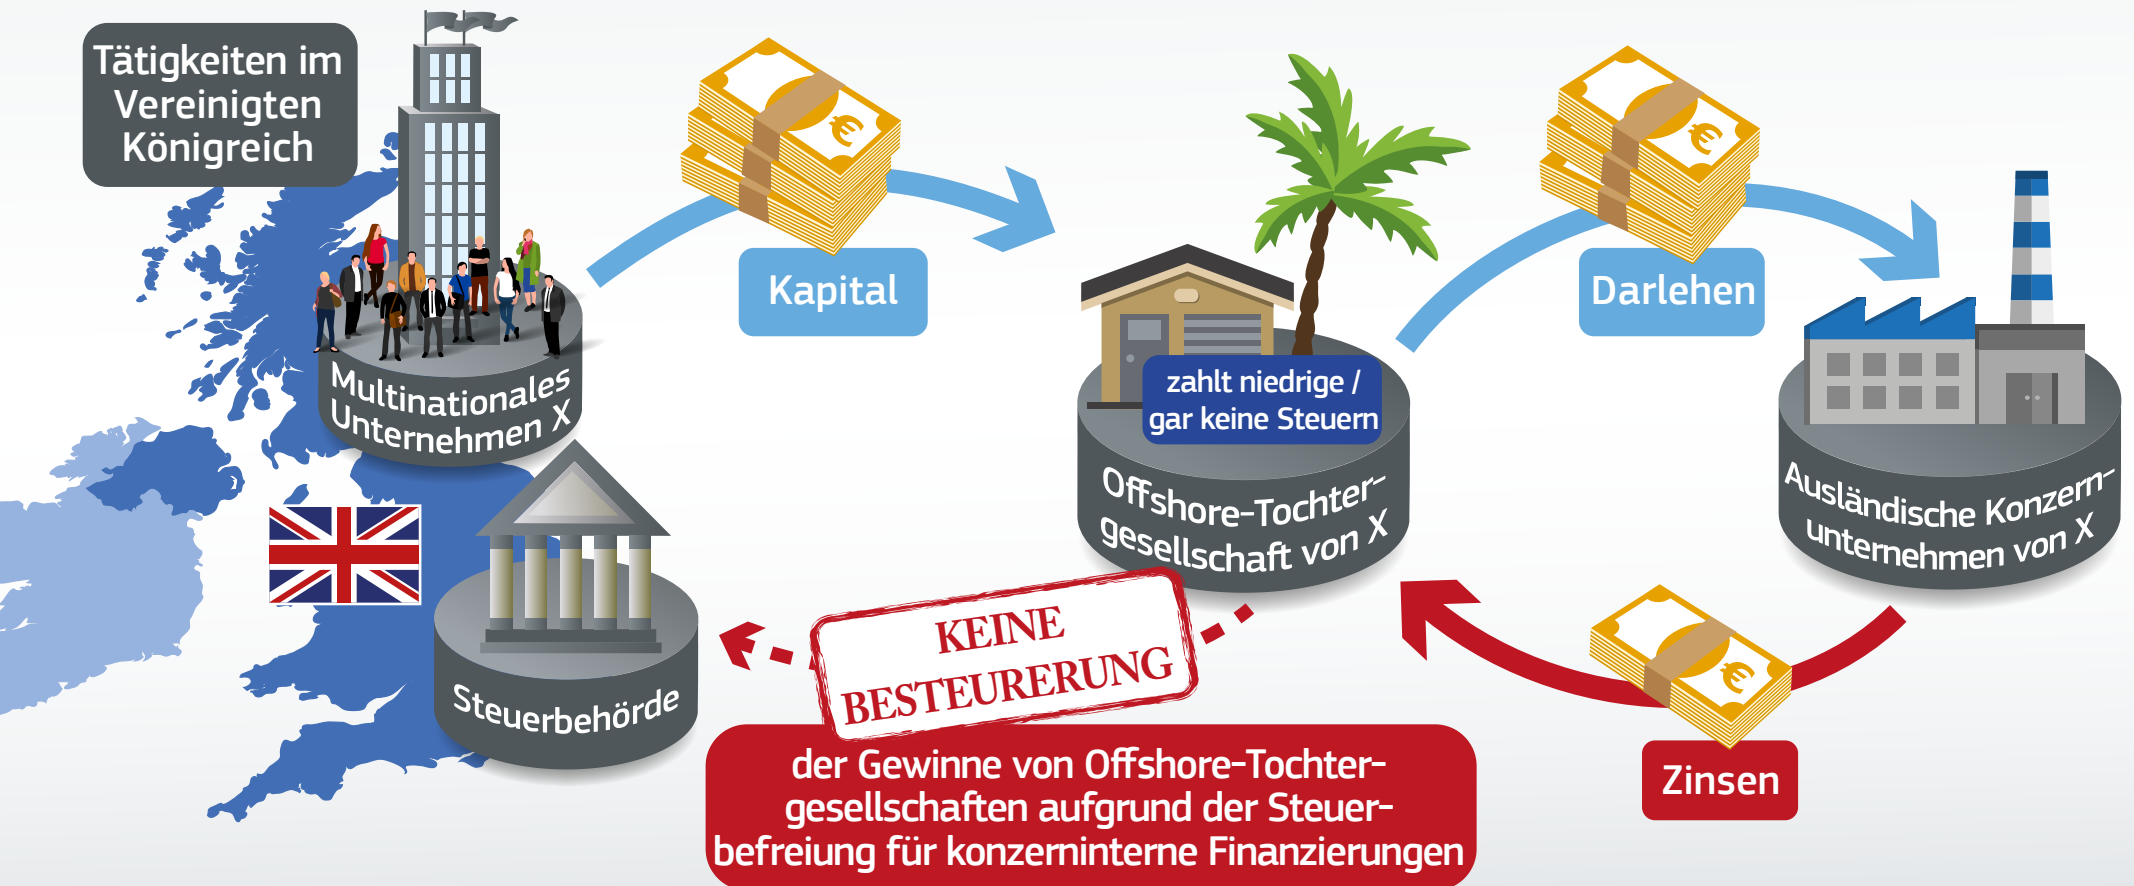 Tätigkeiten im
Vereinigten
Königreich
Multinationales
Unternehmen X
Kapital
zahlt niedrige /
gar keine Steuern
Offshore-Tochter-
gesellschaft von X
Darlehen
Ausländische Konzern-
unternehmen von X
Zinsen
Steuerbehörde
KEINE
BESTEURERUNG
der Gewinne von Offshore-Tochter-
gesellschaften aufgrund der Steuer-
befreiung für konzerninterne Finanzierungen